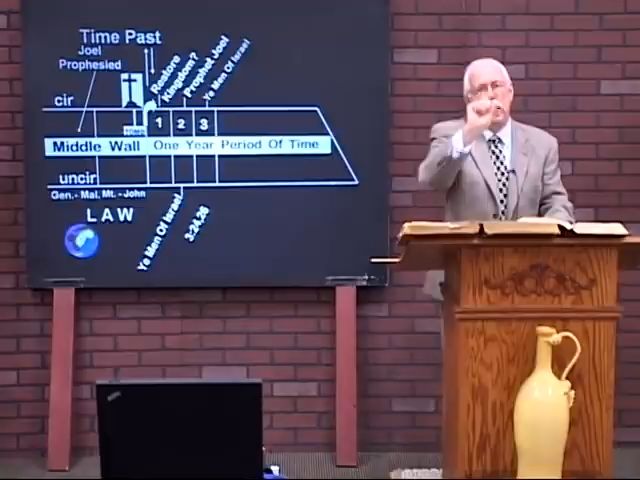 Time Past
Joel
Prophesied
Restore
Kingdom?
Prophet Joel
Ye Men Of Israel
cir
1 2 3
Middle Wall One Year Period Of Time
uncir
Gen.- Mal. Mt. - John
LAW
Ye Men Of Israel
3:24,26